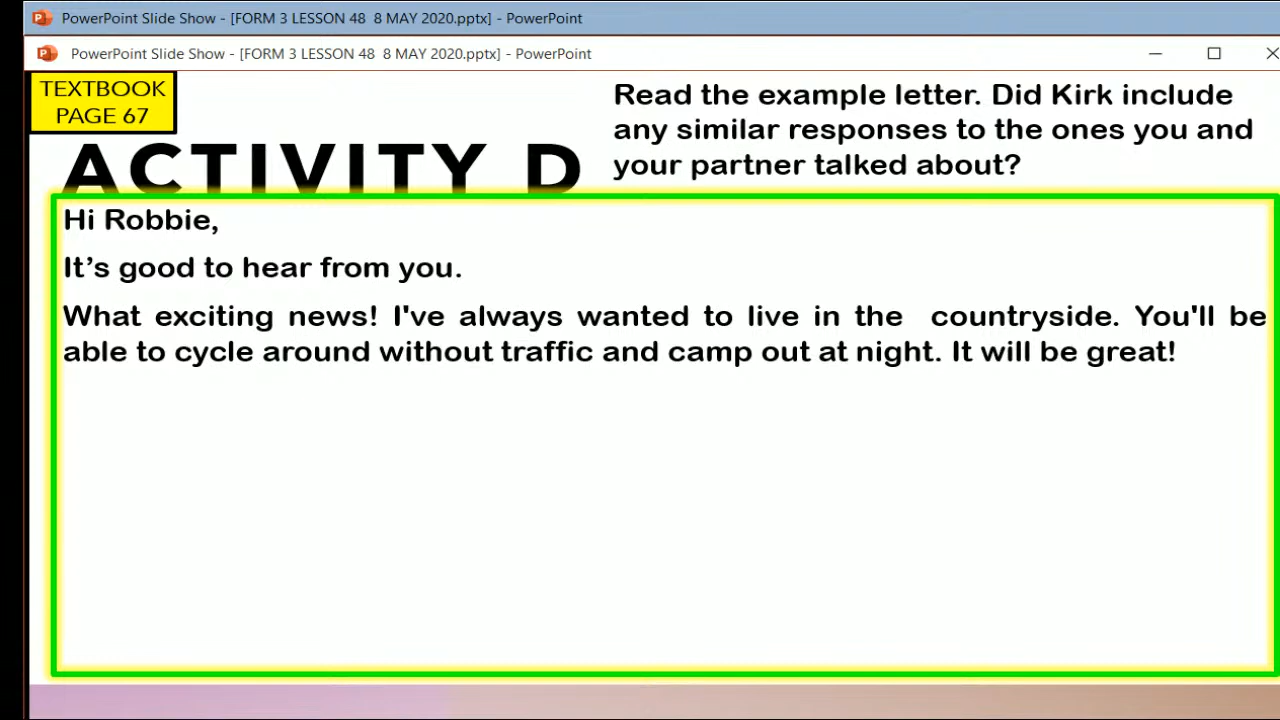 PowerPoint Slide Show - [FORM 3 LESSON 48  8 MAY 2020.pptx] - PowerPoint
PowerPoint Slide Show - [FORM 3 LESSON 48  8 MAY 2020.pptx] - PowerPoint
TEXTBOOK
PAGE 67
ACTIVITY D
Read the example letter. Did Kirk include
any similar responses to the ones you and
your partner talked about?
Hi Robbie,
It’s good to hear from you.
What exciting news! I've always wanted to live in the  countryside. You'll be
able to cycle around without traffic and camp out at night. It will be great!